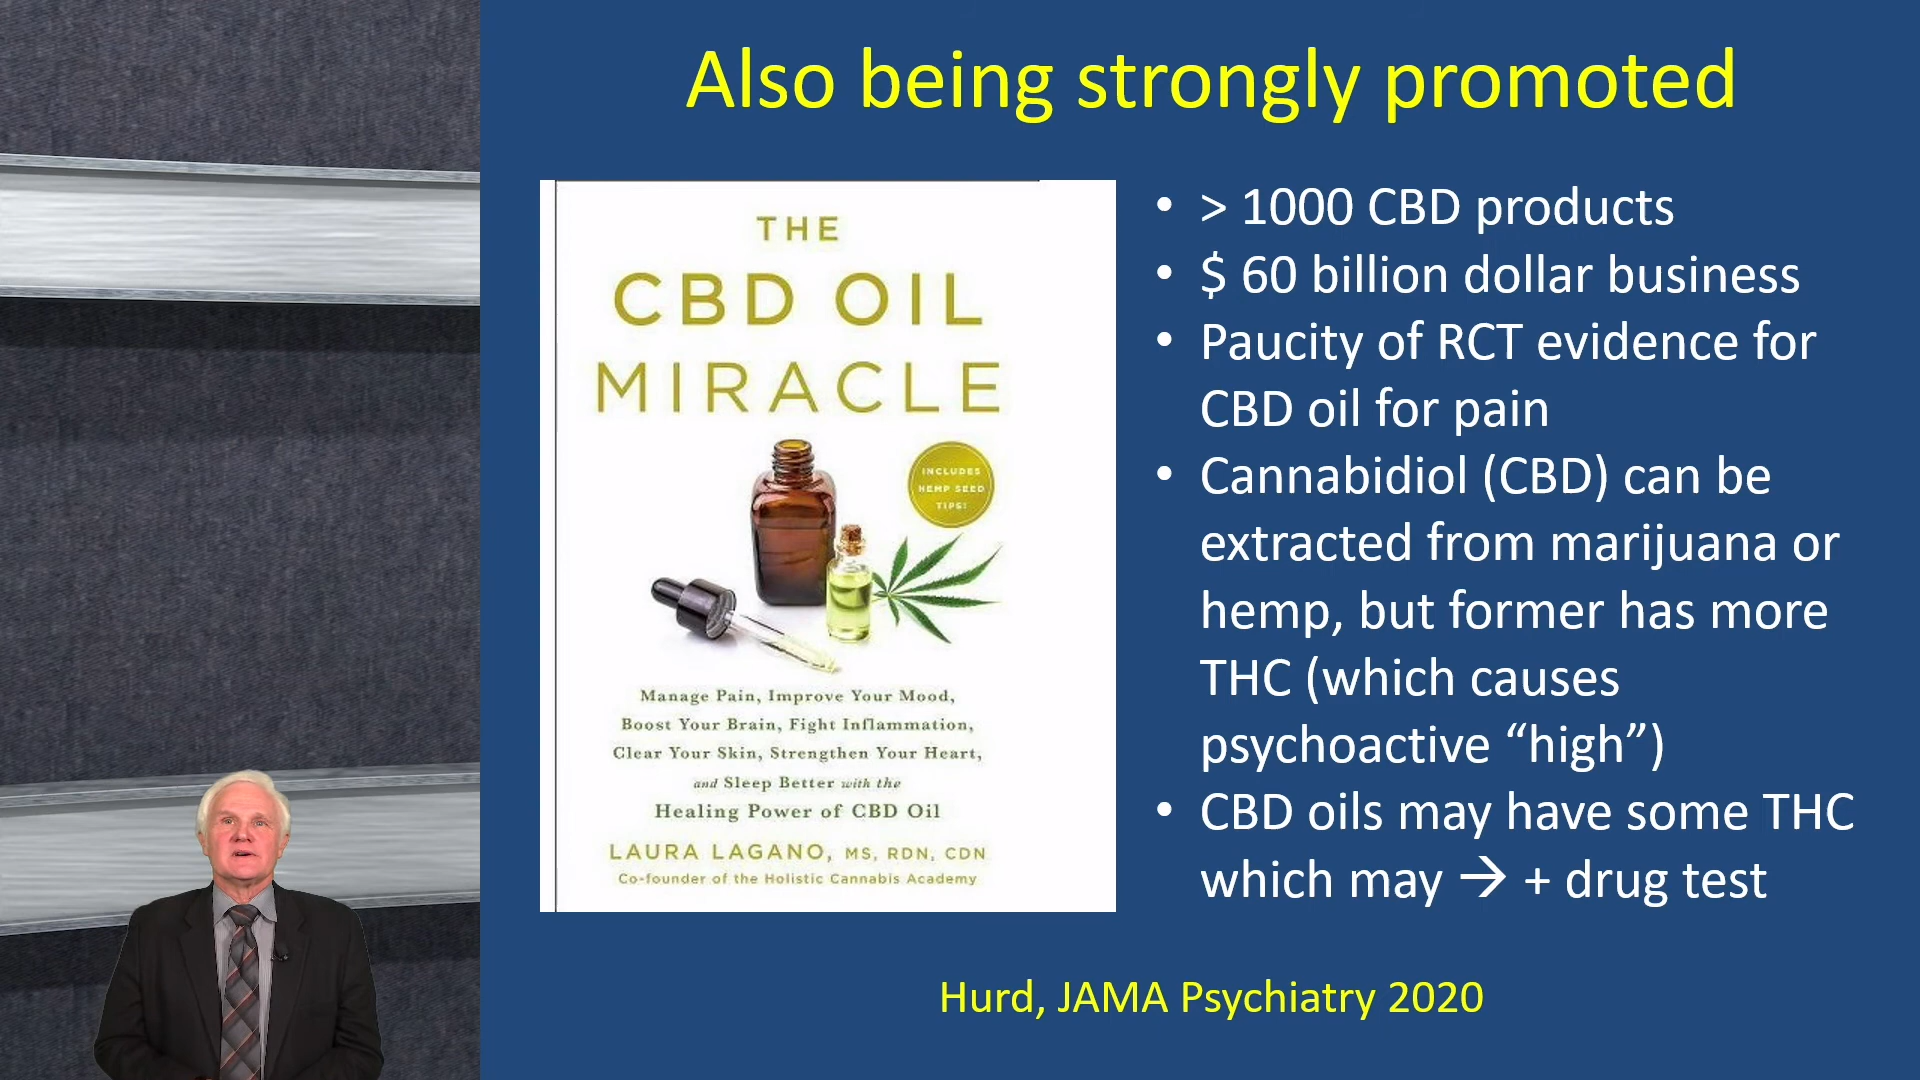 Also being strongly promoted
THE
CBD OIL
MIRACLE
INCLUDES
HEMP SEED
TIPS!
Manage Pain, Improve Your Mood,
Boost Your Brain, Fight Inflammation,
Clear Your Skin, Strengthen Your Heart,
and Sleep Better with the
Healing Power of CBD Oil
LAURA LAGANO, MS, RDN, CDN
Co-founder of the Holistic Cannabis Academy
• > 1000 CBD products
• $ 60 billion dollar business
• Paucity of RCT evidence for
CBD oil for pain
• Cannabidiol (CBD) can be
extracted from marijuana or
hemp, but former has more
THC (which causes
psychoactive “high”)
• CBD oils may have some THC
which may → + drug test
Hurd, JAMA Psychiatry 2020